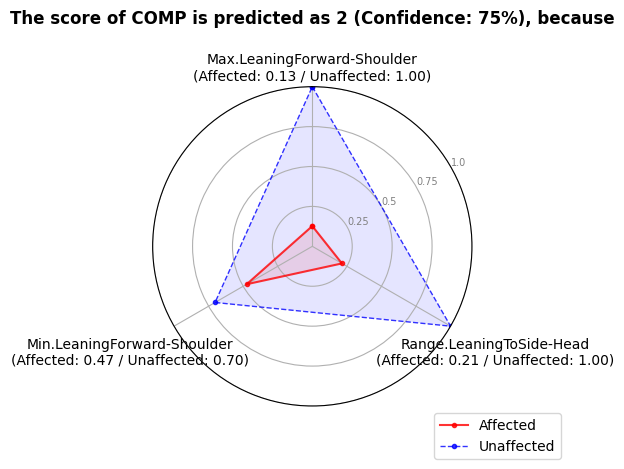 The score of COMP is predicted as 2 (Confidence: 75%), because
Max.LeaningForward-Shoulder
(Affected: 0.13 / Unaffected: 1.00)
1.0
0.75
0.5
0.25
Min.LeaningForward-Shoulder
(Affected: 0.47 / Unaffected: 0.70)
Range.LeaningToSide-Head
(Affected: 0.21 / Unaffected: 1.00)
Affected
Unaffected